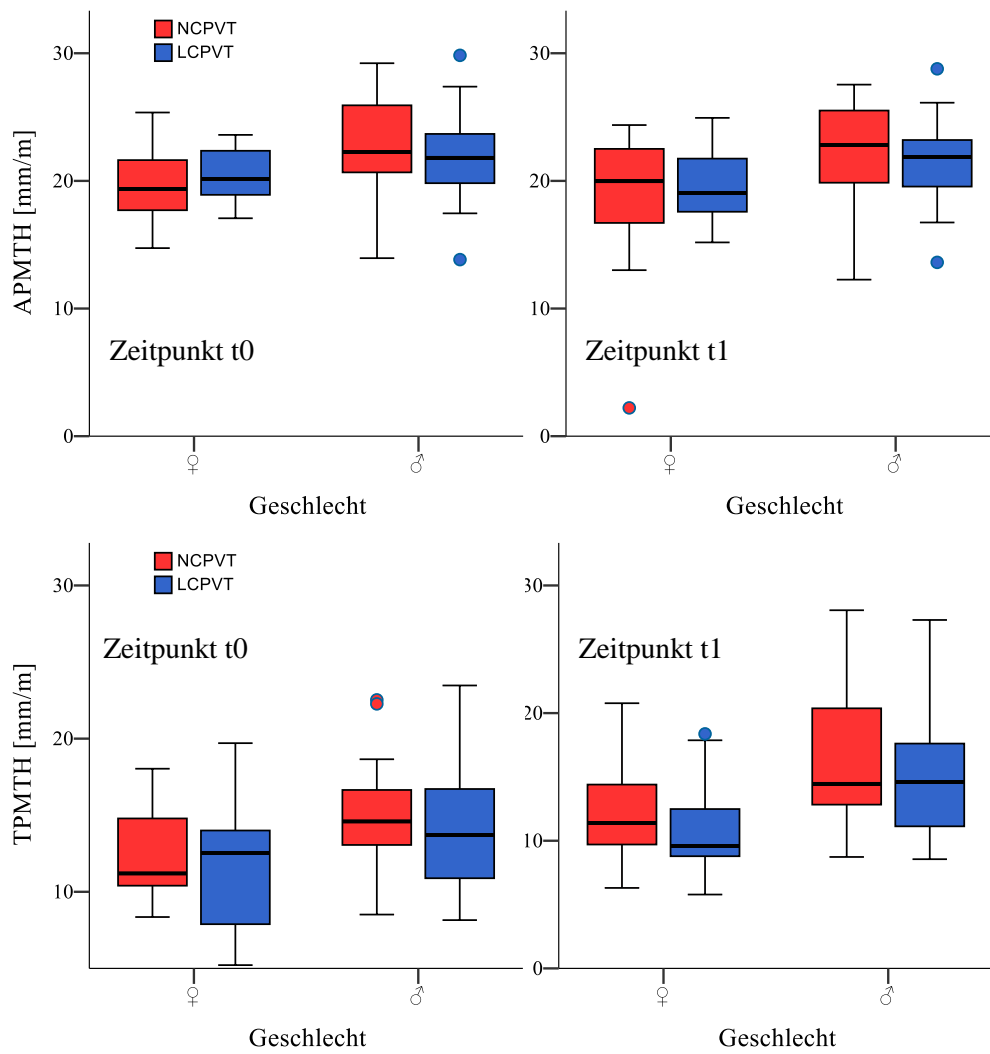 NCPVT
LCPVT
APMTH [mm/m]
30
20
10
0
Zeitpunkt t0
♀
♂
Geschlecht
30
20
10
0
Zeitpunkt t1
♀
♂
Geschlecht
NCPVT
LCPVT
TPMTH [mm/m]
30
20
10
Zeitpunkt t0
♀
♂
Geschlecht
30
20
10
0
Zeitpunkt t1
♀
♂
Geschlecht